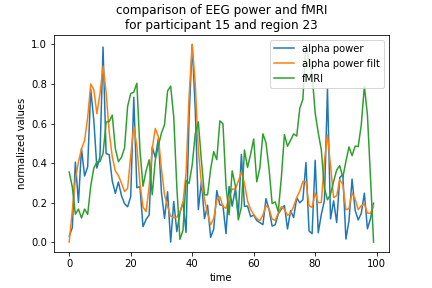 comparison of EEG power and fMRI
for participant 15 and region 23
alpha power
alpha power filt
fMRI
normalized values
1.0
0.8
0.6
0.4
0.2
0.0
0
20
40
60
80
100
time